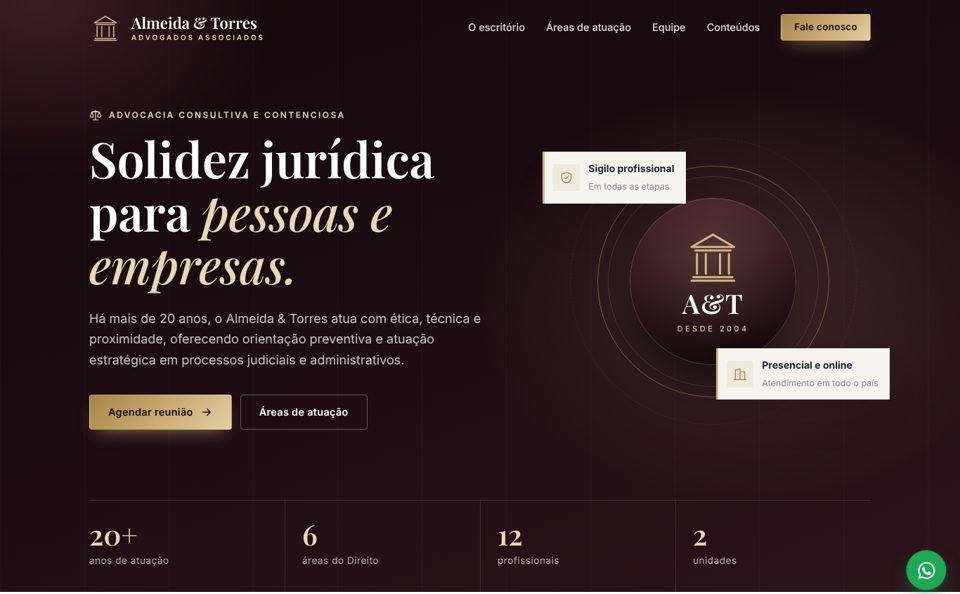 Almeida & Torres
ADVOGADOS ASSOCIADOS
O escritório
Áreas de atuação
Equipe
Conteúdos
Fale conosco
ADVOCACIA CONSULTIVA E CONTENCIOSA
Solidez jurídica
para pessoas e
empresas.
Há mais de 20 anos, o Almeida & Torres atua com ética, técnica e
proximidade, oferecendo orientação preventiva e atuação
estratégica em processos judiciais e administrativos.
Agendar reunião →
Áreas de atuação
Sigilo profissional
Em todas as etapas
A&T
DESDE 2004
Presencial e online
Atendimento em todo o país
20+
anos de atuação
6
áreas do Direito
12
profissionais
2
unidades